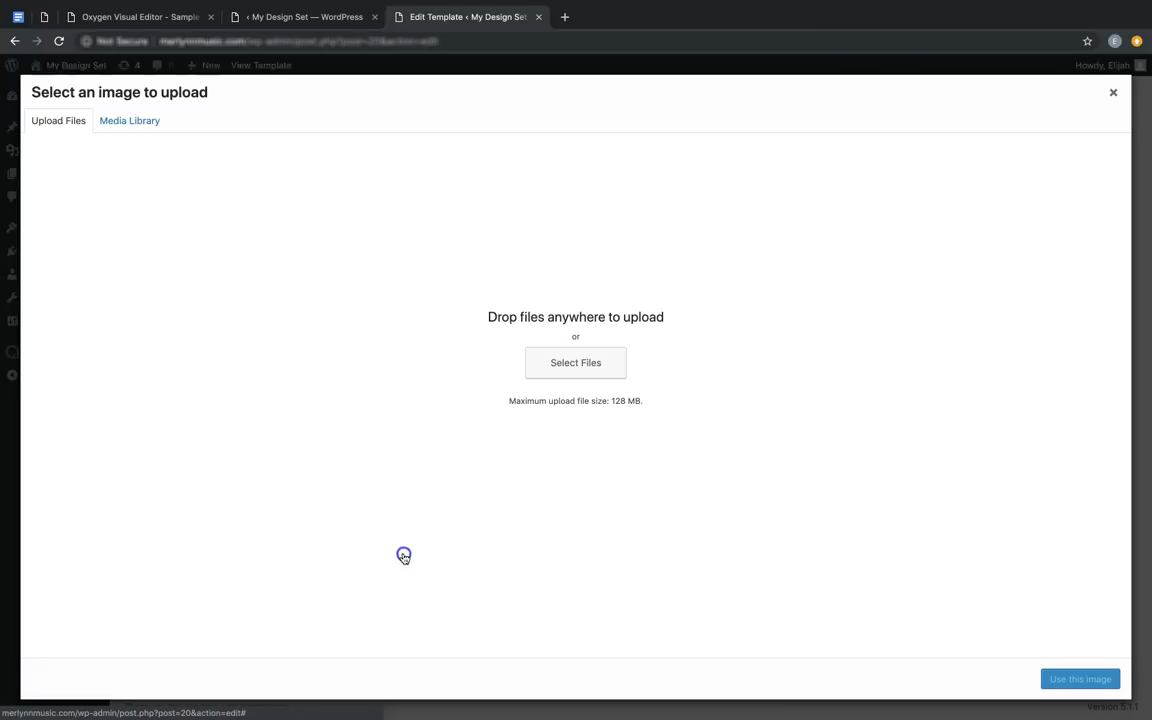 Oxygen Visual Editor - Sample
‹ My Design Set — WordPress
Edit Template ‹ My Design Set
Not Secure merlynnmusic.com/wp-admin/post.php?post=20&action=edit
My Design Set 4 0 New View Template Howdy, Elijah
Select an image to upload
Upload Files Media Library
Drop files anywhere to upload
or
Select Files
Maximum upload file size: 128 MB.
Use this image
merlynnmusic.com/wp-admin/post.php?post=20&action=edit#
Version 5.1.1